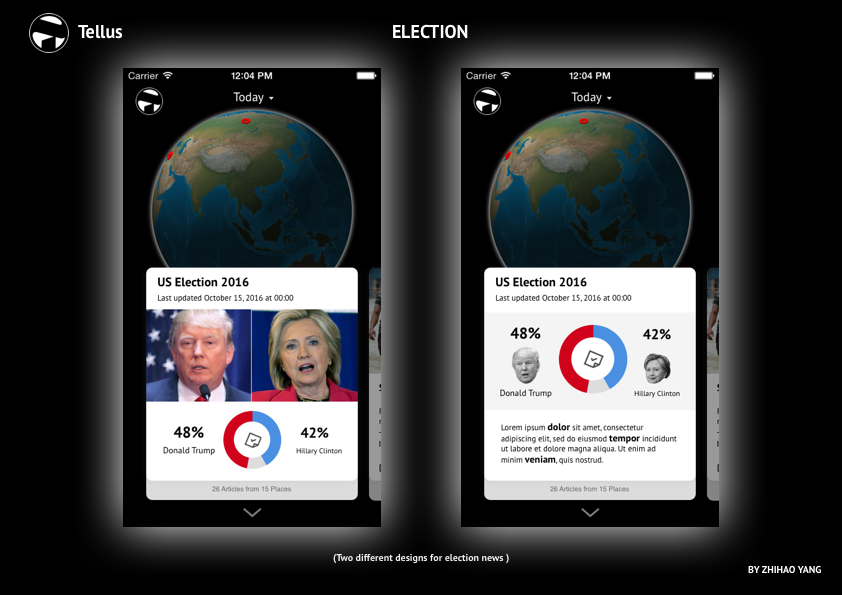 Tellus
ELECTION
Carrier 12:04 PM
Today
US Election 2016
Last updated October 15, 2016 at 00:00
48%
Donald Trump
42%
Hillary Clinton
26 Articles from 15 Places
Carrier 12:04 PM
Today
US Election 2016
Last updated October 15, 2016 at 00:00
48%
Donald Trump
42%
Hillary Clinton
Lorem ipsum dolor sit amet, consectetur
adipiscing elit, sed do eiusmod tempor incididunt
ut labore et dolore magna aliqua. Ut enim ad
minim veniam, quis nostrud.
26 Articles from 15 Places
(Two different designs for election news )
BY ZHIHAO YANG